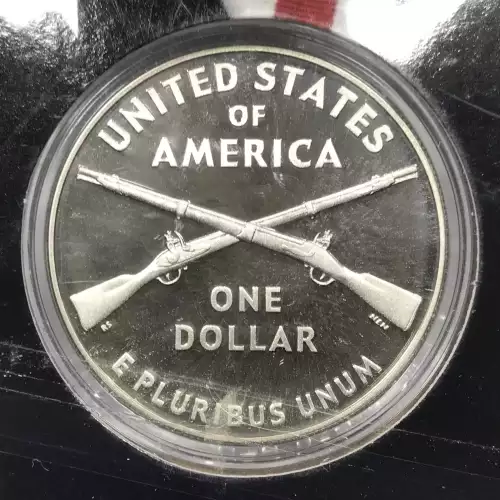 UNITED STATES
OF
AMERICA
ONE
DOLLAR
E PLURIBUS UNUM